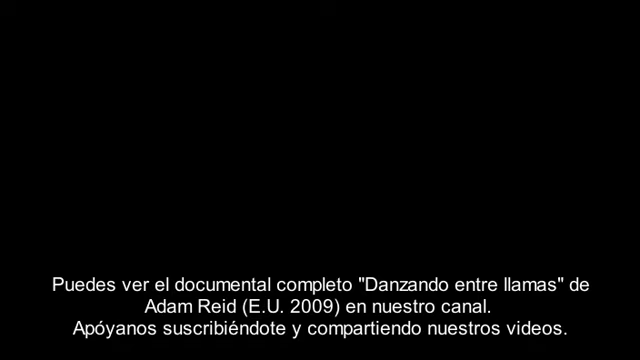 Puedes ver el documental completo "Danzando entre llamas" de
Adam Reid (E.U. 2009) en nuestro canal.
Apóyanos suscribiéndote y compartiendo nuestros videos.